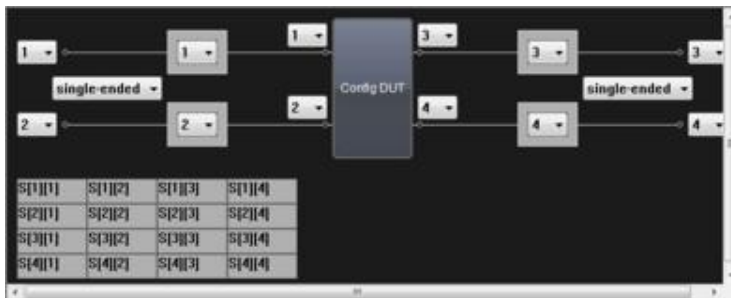 1 3
1 1 3 3
Config DUT
single-ended single-ended
2 4
2 2 4 4
S[1][1] S[1][2] S[1][3] S[1][4]
S[2][1] S[2][2] S[2][3] S[2][4]
S[3][1] S[3][2] S[3][3] S[3][4]
S[4][1] S[4][2] S[4][3] S[4][4]